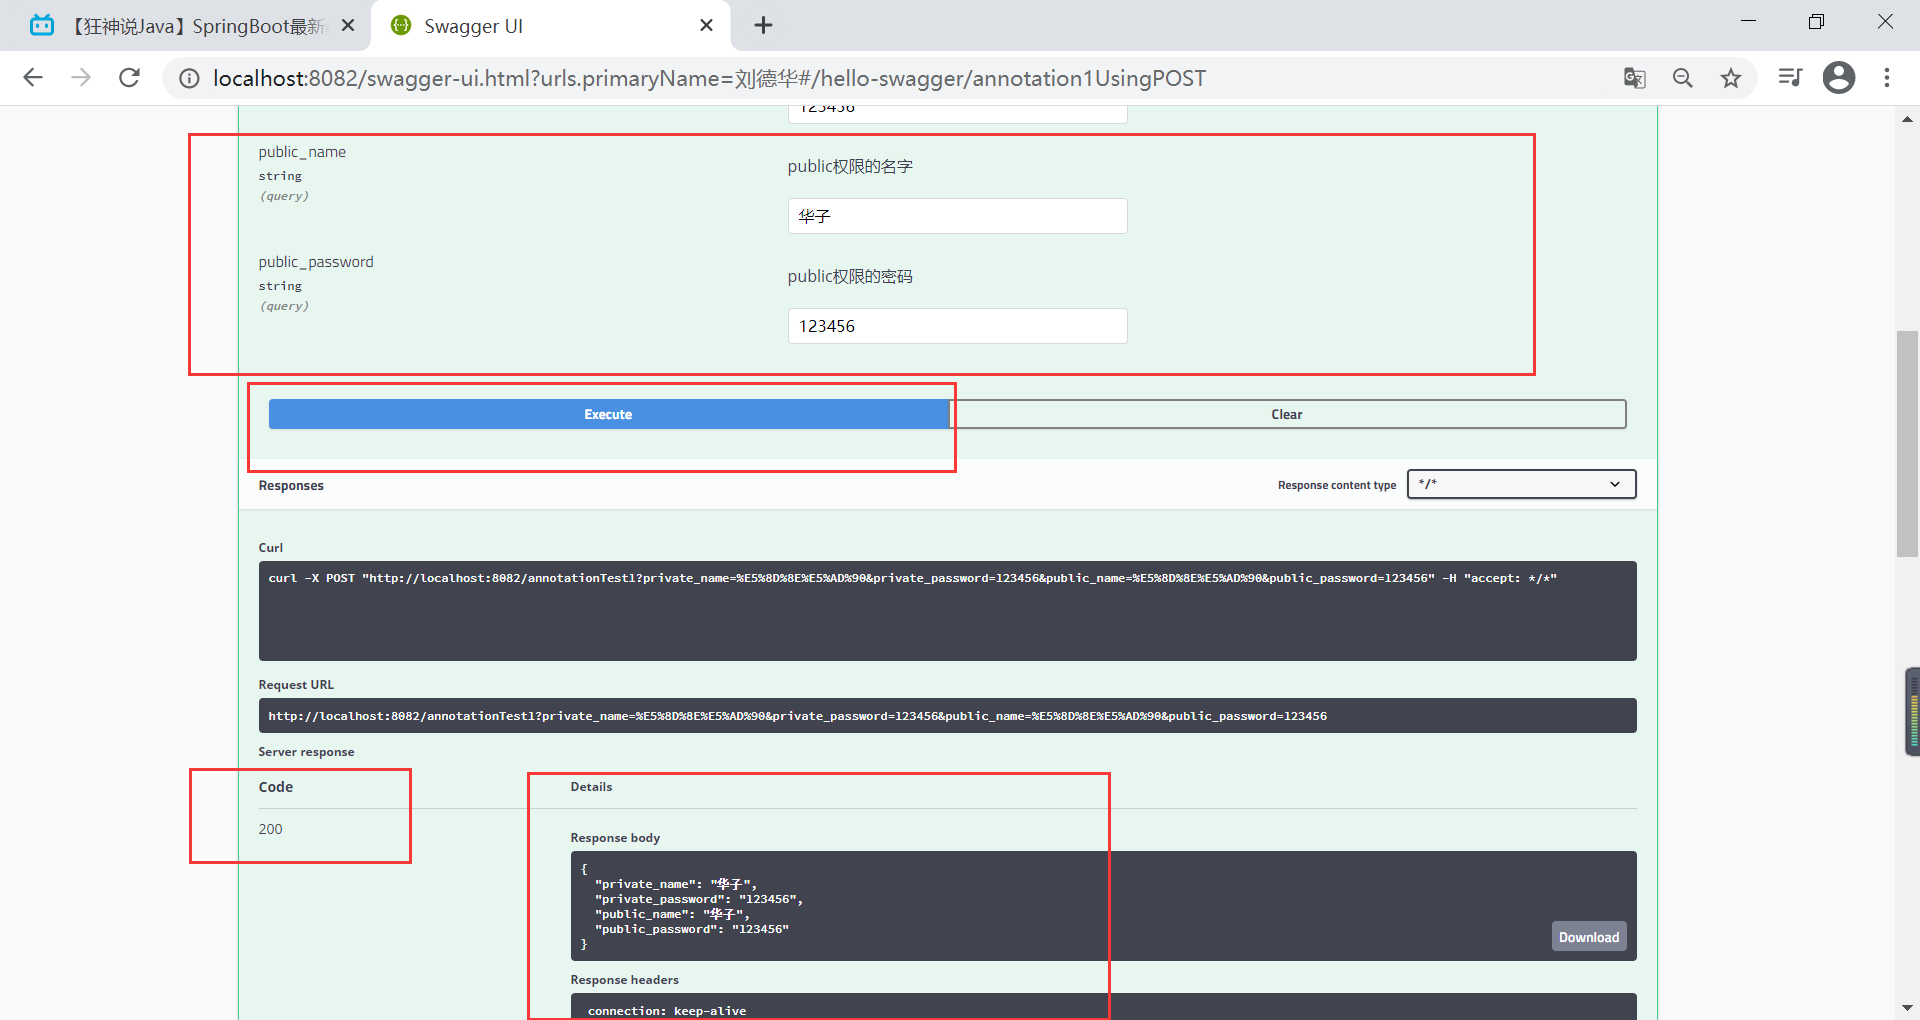 【狂神说Java】SpringBoot最新
Swagger UI
localhost:8082/swagger-ui.html?urls.primaryName=刘德华#/hello-swagger/annotation1UsingPOST
123456
public_name
string
(query)
public权限的名字
华子
public_password
string
(query)
public权限的密码
123456
Execute
Clear
Responses
Response content type
*/*
Curl
curl -X POST "http://localhost:8082/annotationTest1?private_name=%E5%8D%8E%E5%AD%90&private_password=123456&public_name=%E5%8D%8E%E5%AD%90&public_password=123456" -H "accept: */*"
Request URL
http://localhost:8082/annotationTest1?private_name=%E5%8D%8E%E5%AD%90&private_password=123456&public_name=%E5%8D%8E%E5%AD%90&public_password=123456
Server response
Code
Details
200
Response body
{
"private_name": "华子",
"private_password": "123456",
"public_name": "华子",
"public_password": "123456"
}
Download
Response headers
connection: keep-alive